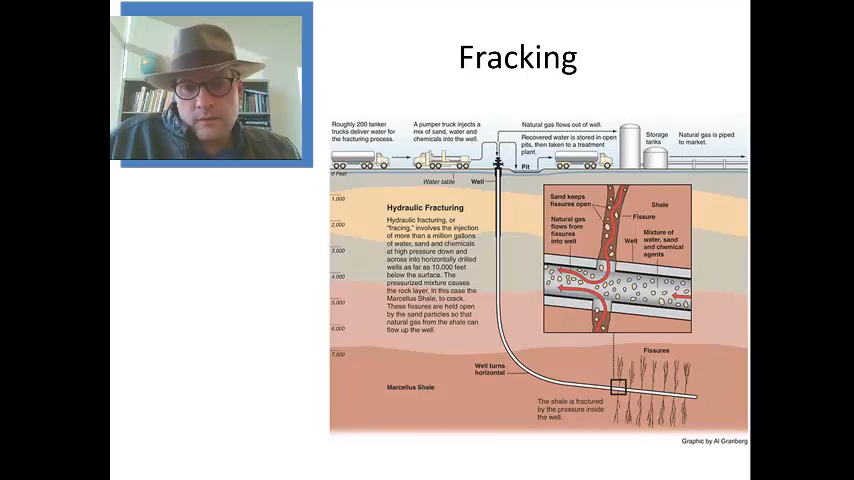 Fracking
Roughly 200 tanker
trucks deliver water for
the fracturing process.
A pumper truck injects a
mix of sand, water and
chemicals into the well.
Natural gas flows out of well.
Recovered water is stored in open
pits, then taken to a treatment
plant.
Storage
tanks
Natural gas is piped
to market.
Pit
0 Feet
Water table
Well
1,000
2,000
3,000
4,000
5,000
6,000
7,000
Hydraulic Fracturing
Hydraulic fracturing, or
“fracing,” involves the injection
of more than a million gallons
of water, sand and chemicals
at high pressure down and
across into horizontally drilled
wells as far as 10,000 feet
below the surface. The
pressurized mixture causes
the rock layer, in this case the
Marcellus Shale, to crack.
These fissures are held open
by the sand particles so that
natural gas from the shale can
flow up the well.
Sand keeps
fissures open
Shale
Fissure
Natural gas
flows from
fissures
into well
Well
Mixture of
water, sand
and chemical
agents
Fissures
Well turns
horizontal
Marcellus Shale
The shale is fractured
by the pressure inside
the well.
Graphic by Al Granberg